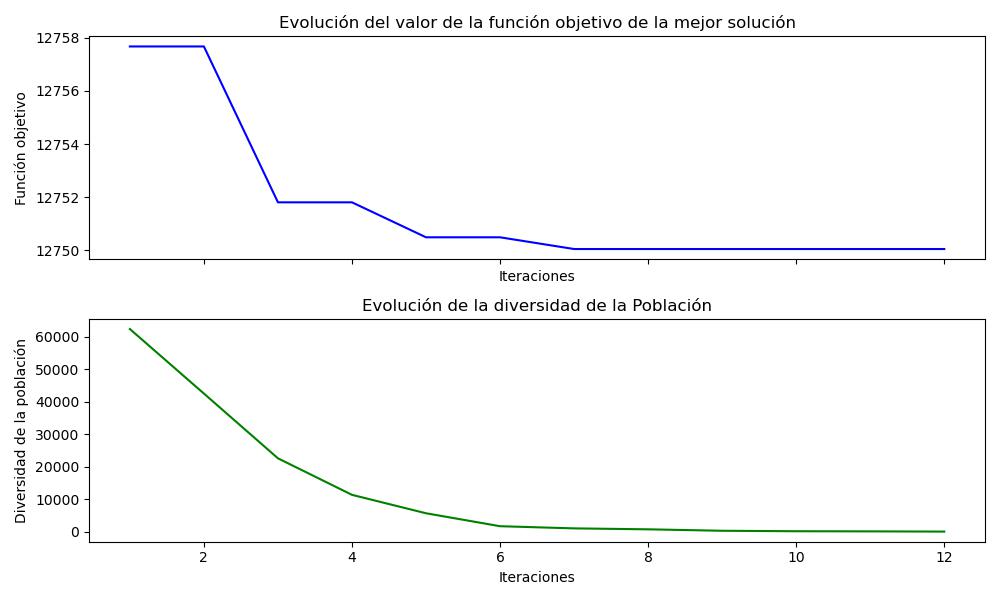 Evolución del valor de la función objetivo de la mejor solución
12758
12756
12754
12752
12750
Función objetivo
Iteraciones
Evolución de la diversidad de la Población
60000
50000
40000
30000
20000
10000
0
Diversidad de la población
2 4 6 8 10 12
Iteraciones